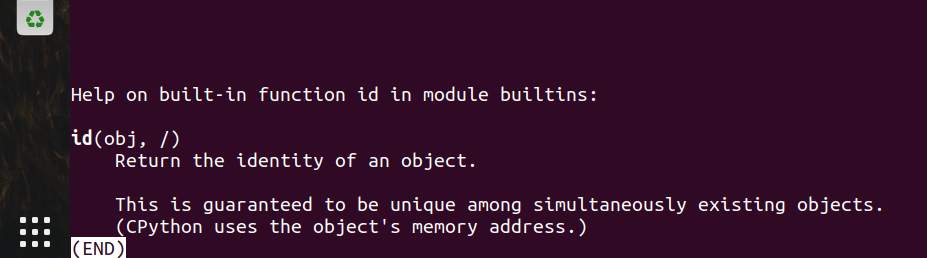 Help on built-in function id in module builtins:
id(obj, /)
Return the identity of an object.
This is guaranteed to be unique among simultaneously existing objects.
(CPython uses the object's memory address.)
(END)